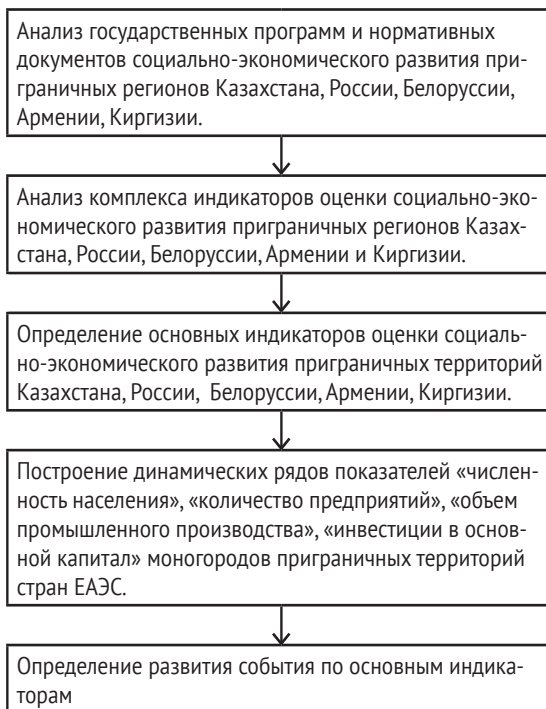 Анализ государственных программ и нормативных
документов социально-экономического развития при-
граничных регионов Казахстана, России, Белоруссии,
Армении, Киргизии.
Анализ комплекса индикаторов оценки социально-эко-
номического развития приграничных регионов Казах-
стана, России, Белоруссии, Армении и Киргизии.
Определение основных индикаторов оценки социаль-
но-экономического развития приграничных территорий
Казахстана, России, Белоруссии, Армении, Киргизии.
Построение динамических рядов показателей «числен-
ность населения», «количество предприятий», «объем
промышленного производства», «инвестиции в основ-
ной капитал» моногородов приграничных территорий
стран ЕАЭС.
Определение развития события по основным индика-
торам